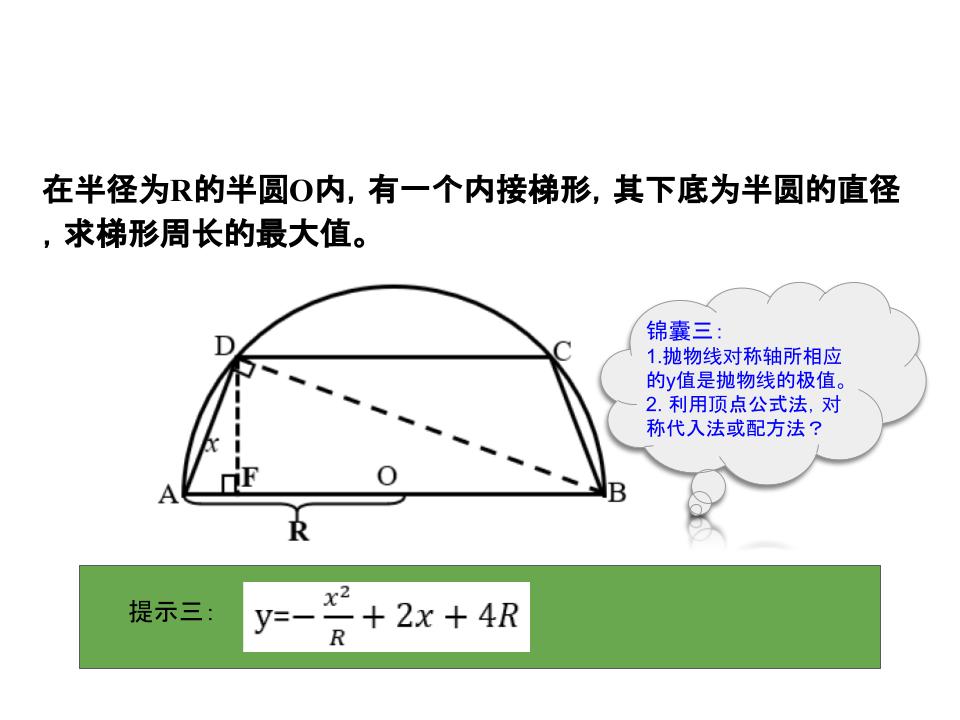 在半径为R的半圆O内，有一个内接梯形，其下底为半圆的直径
，求梯形周长的最大值。
锦囊三：
1.抛物线对称轴所相应
的y值是抛物线的极值。
2. 利用顶点公式法，对
称代入法或配方法？
D
C
x
F
O
A
B
R
提示三：
y=−x²/R + 2x + 4R